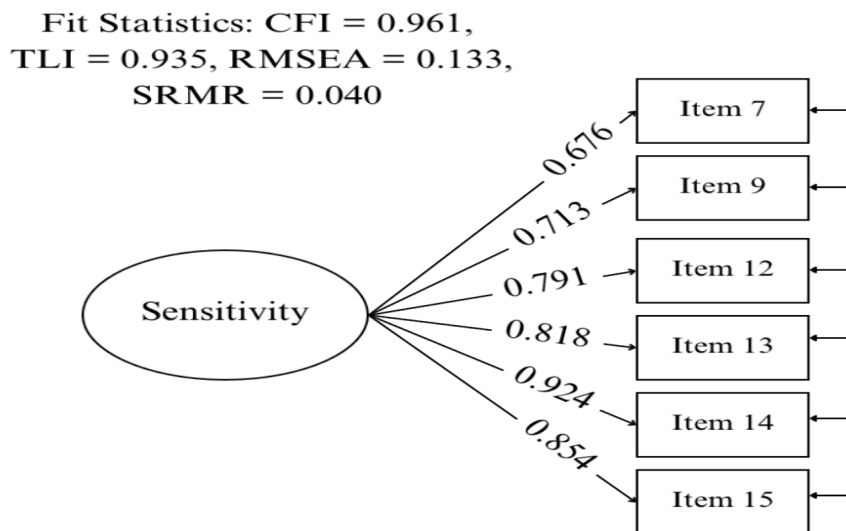 Fit Statistics: CFI = 0.961,
TLI = 0.935, RMSEA = 0.133,
SRMR = 0.040
Sensitivity
0.676
Item 7
0.713
Item 9
0.791
Item 12
0.818
Item 13
0.924
Item 14
0.854
Item 15